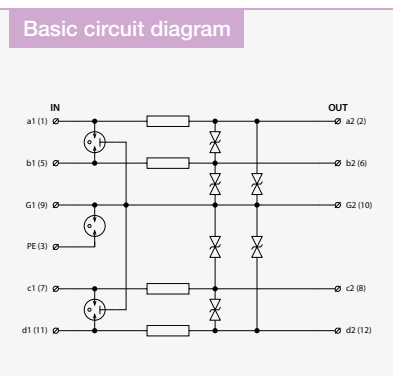 Basic circuit diagram
IN OUT
a1 (1) a2 (2)
b1 (5) b2 (6)
G1 (9) G2 (10)
PE (3)
c1 (7) c2 (8)
d1 (11) d2 (12)